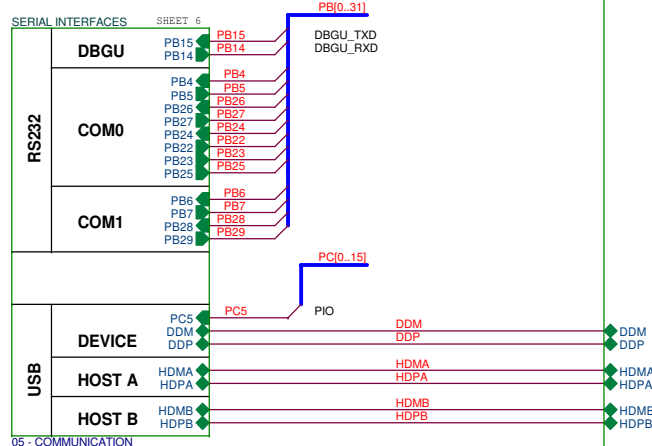 PB[0..31]
SERIAL INTERFACES SHEET 6
DBGU
PB15 PB15 DBGU_TXD
PB14 PB14 DBGU_RXD
RS232
COM0
PB4 PB4
PB5 PB5
PB26 PB26
PB27 PB27
PB24 PB24
PB22 PB22
PB23 PB23
PB25 PB25
COM1
PB6 PB6
PB7 PB7
PB28 PB28
PB29 PB29
PC[0..15]
USB
PC5 PC5 PIO
DEVICE
DDM DDM DDM
DDP DDP DDP
HOST A
HDMA HDMA HDMA
HDPA HDPA HDPA
HOST B
HDMB HDMB HDMB
HDPB HDPB HDPB
05 - COMMUNICATION